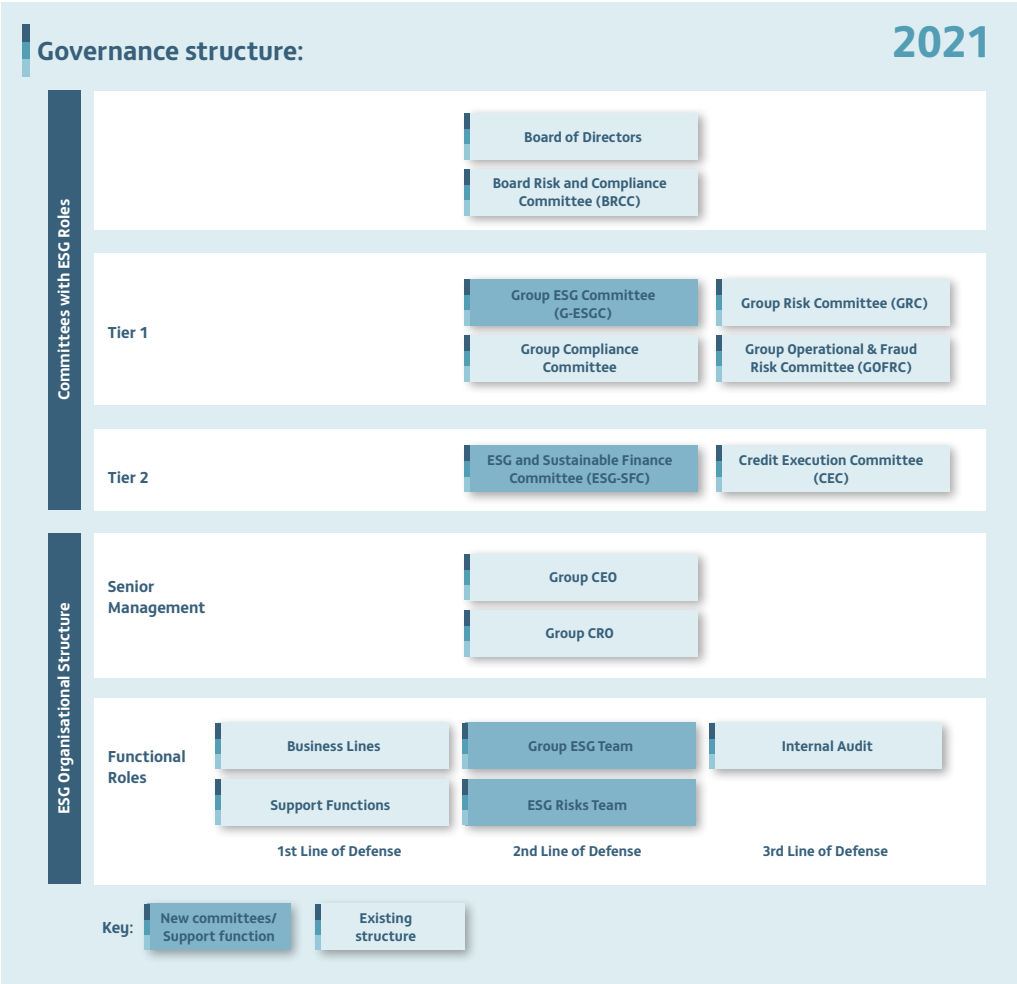 Governance structure:
2021
Committees with ESG Roles
Board of Directors
Board Risk and Compliance
Committee (BRCC)
Tier 1
Group ESG Committee
(G-ESGC)
Group Risk Committee (GRC)
Group Compliance
Committee
Group Operational & Fraud
Risk Committee (GOFRC)
Tier 2
ESG and Sustainable Finance
Committee (ESG-SFC)
Credit Execution Committee
(CEC)
ESG Organisational Structure
Senior
Management
Group CEO
Group CRO
Functional
Roles
Business Lines
Group ESG Team
Internal Audit
Support Functions
ESG Risks Team
1st Line of Defense
2nd Line of Defense
3rd Line of Defense
Key:
New committees/
Support function
Existing
structure